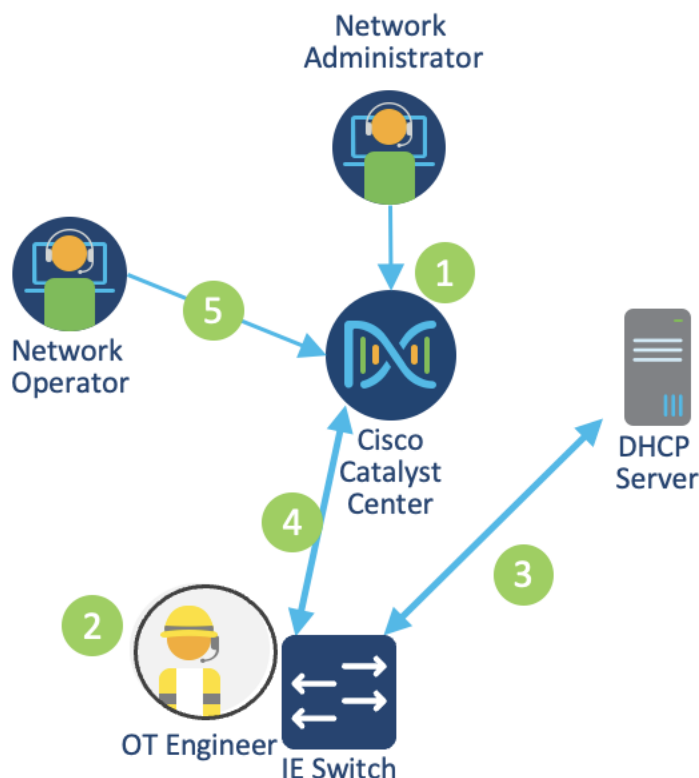 Network
Administrator
1
5
Network
Operator
Cisco
Catalyst
Center
DHCP
Server
4
3
2
OT Engineer
IE Switch